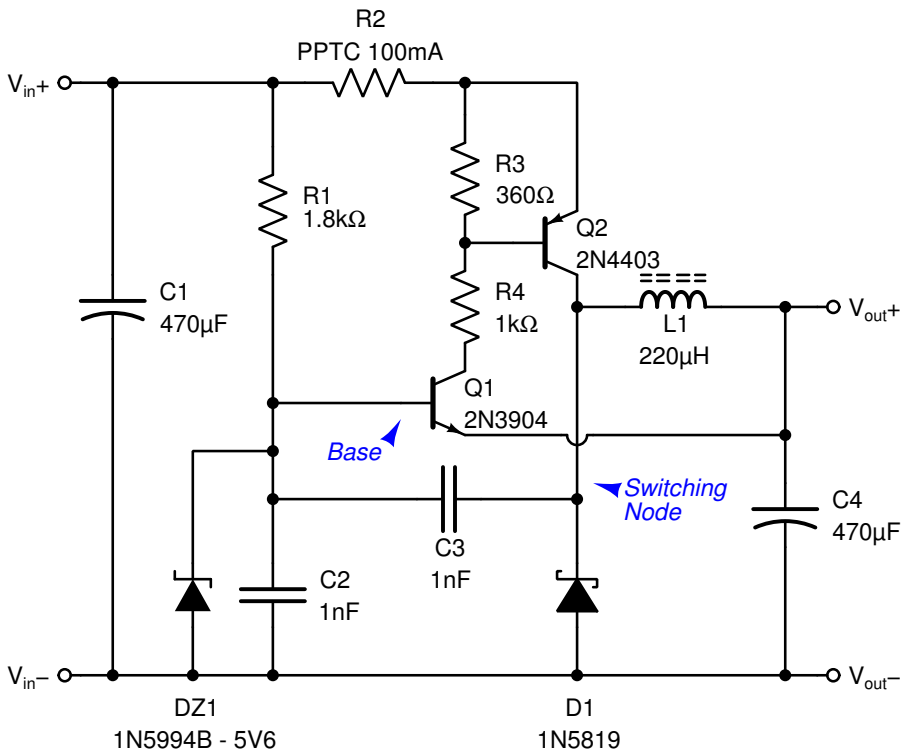 R2
PPTC 100mA
Vin+
R3
360Ω
R1
1.8kΩ
Q2
2N4403
C1
470µF
R4
1kΩ
L1
220µH
Vout+
Q1
2N3904
Base
Switching
Node
C3
1nF
C4
470µF
C2
1nF
Vin–
Vout–
DZ1
1N5994B - 5V6
D1
1N5819